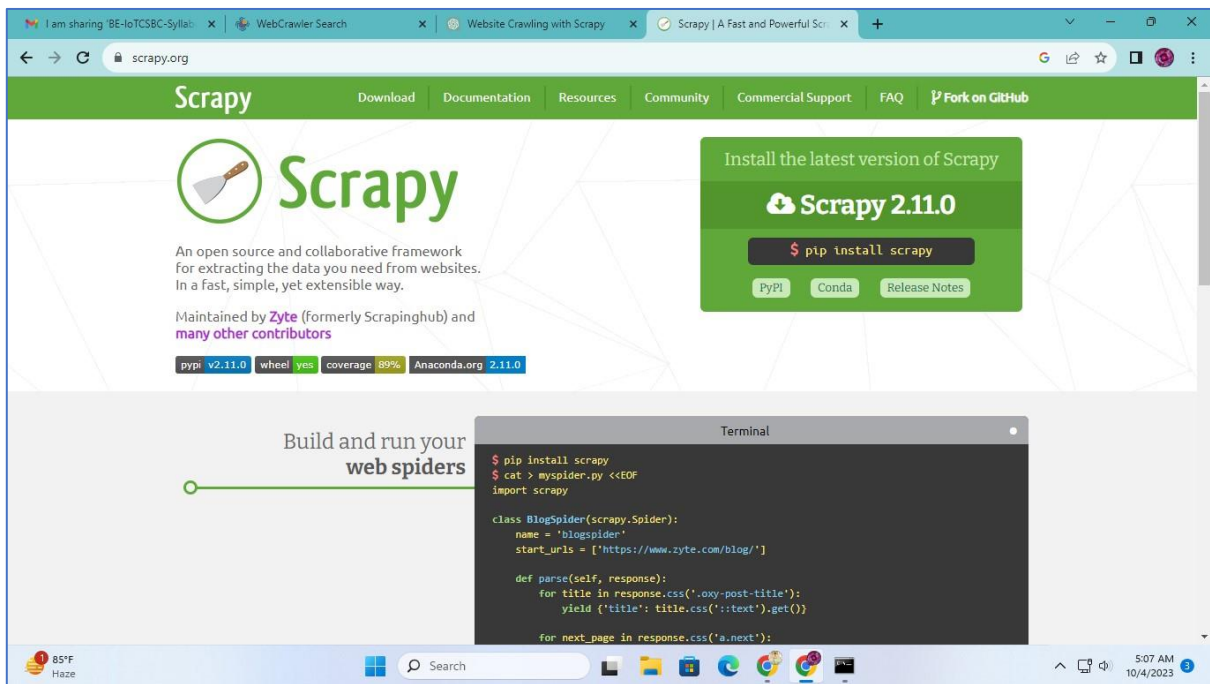 I am sharing 'BE-IoTCSBC-Syllab
WebCrawler Search
Website Crawling with Scrapy
Scrapy | A Fast and Powerful Scr
scrapy.org
Scrapy
Download
Documentation
Resources
Community
Commercial Support
FAQ
Fork on GitHub
Scrapy
An open source and collaborative framework
for extracting the data you need from websites.
In a fast, simple, yet extensible way.
Maintained by Zyte (formerly Scrapinghub) and
many other contributors
pypi v2.11.0 wheel yes coverage 89% Anaconda.org 2.11.0
Install the latest version of Scrapy
Scrapy 2.11.0
$ pip install scrapy
PyPI Conda Release Notes
Build and run your
web spiders
Terminal
$ pip install scrapy
$ cat > myspider.py <<EOF
import scrapy
class BlogSpider(scrapy.Spider):
name = 'blogspider'
start_urls = ['https://www.zyte.com/blog/']
def parse(self, response):
for title in response.css('.oxy-post-title'):
yield {'title': title.css('::text').get()}
for next_page in response.css('a.next'):
1
85°F
Haze
Search
5:07 AM
10/4/2023
3